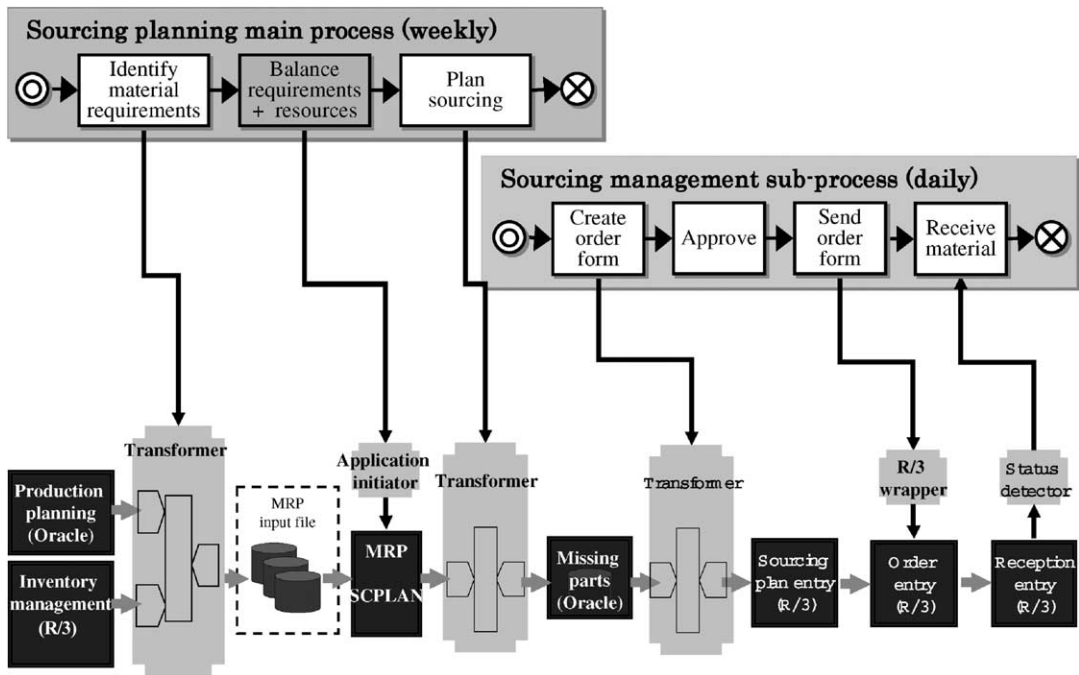 Sourcing planning main process (weekly)
Identify
material
requirements
Balance
requirements
+ resources
Plan
sourcing
Sourcing management sub-process (daily)
Create
order
form
Approve
Send
order
form
Receive
material
Transformer
Application
initiator
Transformer
Transformer
R/3
wrapper
Status
detector
Production
planning
(Oracle)
Inventory
management
(R/3)
MRP
input file
MRP
SCPLAN
Missing
parts
(Oracle)
Sourcing
plan entry
(R/3)
Order
entry
(R/3)
Reception
entry
(R/3)